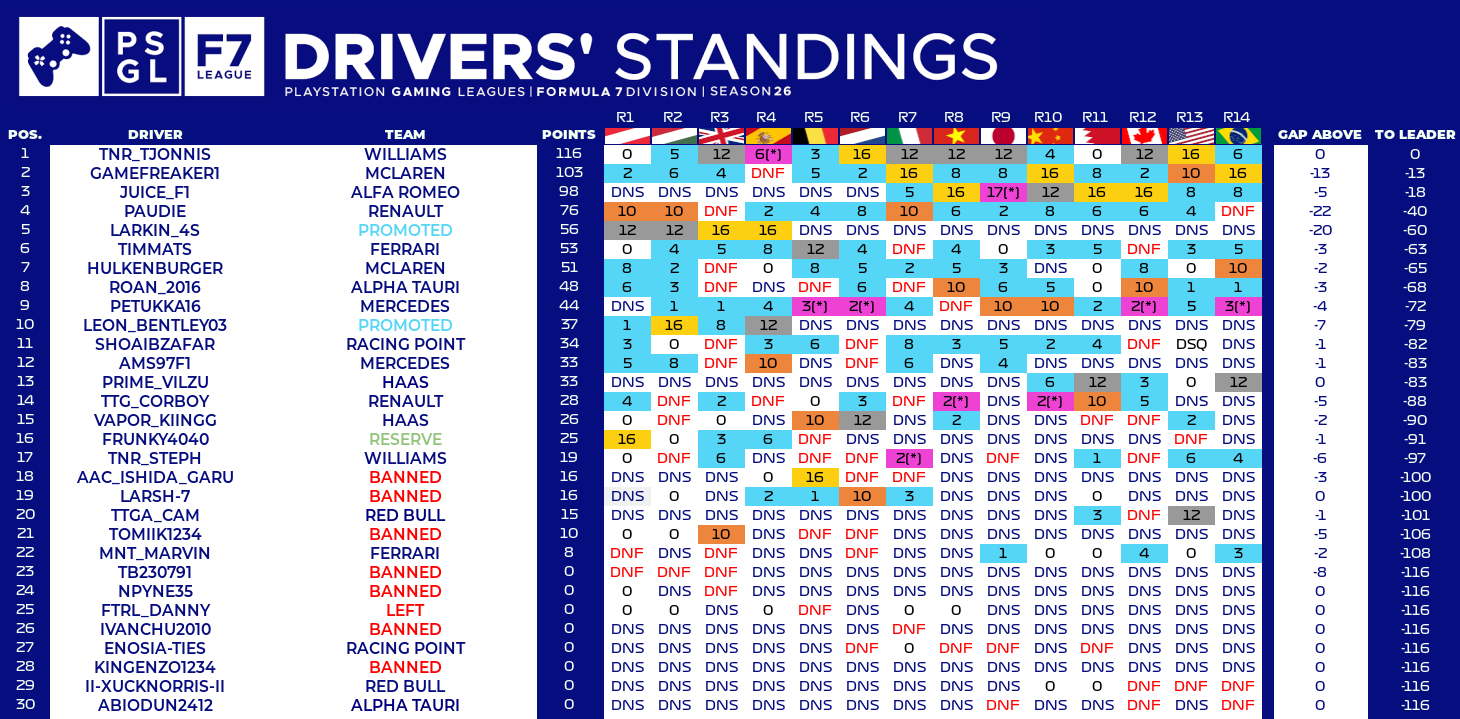 PS
GL
F7
LEAGUE
DRIVERS' STANDINGS
PLAYSTATION GAMING LEAGUES | FORMULA 7 DIVISION | SEASON 26
R1 R2 R3 R4 R5 R6 R7 R8 R9 R10 R11 R12 R13 R14
POS. DRIVER TEAM POINTS GAP ABOVE TO LEADER
1 TNR_TJONNIS WILLIAMS 116 0 5 12 6(*) 3 16 12 12 12 4 0 12 16 6 0 0
2 GAMEFREAKER1 MCLAREN 103 2 6 4 DNF 5 2 16 8 8 16 8 2 10 16 -13 -13
3 JUICE_F1 ALFA ROMEO 98 DNS DNS DNS DNS DNS DNS 5 16 17(*) 12 16 16 8 8 -5 -18
4 PAUDIE RENAULT 76 10 10 DNF 2 4 8 10 6 2 8 6 6 4 DNF -22 -40
5 LARKIN_4S PROMOTED 56 12 12 16 16 DNS DNS DNS DNS DNS DNS DNS DNS DNS DNS -20 -60
6 TIMMATS FERRARI 53 0 4 5 8 12 4 DNF 4 0 3 5 DNF 3 5 -3 -63
7 HULKENBURGER MCLAREN 51 8 2 DNF 0 8 5 2 5 3 DNS 0 8 0 10 -2 -65
8 ROAN_2016 ALPHA TAURI 48 6 3 DNF DNS DNF 6 DNF 10 6 5 0 10 1 1 -3 -68
9 PETUKKA16 MERCEDES 44 DNS 1 1 4 3(*) 2(*) 4 DNF 10 10 2 2(*) 5 3(*) -4 -72
10 LEON_BENTLEY03 PROMOTED 37 1 16 8 12 DNS DNS DNS DNS DNS DNS DNS DNS DNS DNS -7 -79
11 SHOAIBZAFAR RACING POINT 34 3 0 DNF 3 6 DNF 8 3 5 2 4 DNF DSQ DNS -1 -82
12 AMS97F1 MERCEDES 33 5 8 DNF 10 DNS DNF 6 DNS 4 DNS DNS DNS DNS DNS -1 -83
13 PRIME_VILZU HAAS 33 DNS DNS DNS DNS DNS DNS DNS DNS DNS 6 12 3 0 12 0 -83
14 TTG_CORBOY RENAULT 28 4 DNF 2 DNF 0 3 DNF 2(*) DNS 2(*) 10 5 DNS DNS -5 -88
15 VAPOR_KIINGG HAAS 26 0 DNF 0 DNS 10 12 DNS 2 DNS DNS DNF DNF 2 DNS -2 -90
16 FRUNKY4040 RESERVE 25 16 0 3 6 DNF DNS DNS DNS DNS DNS DNS DNS DNF DNS -1 -91
17 TNR_STEPH WILLIAMS 19 0 DNF 6 DNS DNF DNF 2(*) DNS DNF DNS 1 DNF 6 4 -6 -97
18 AAC_ISHIDA_GARU BANNED 16 DNS DNS DNS 0 16 DNF DNF DNS DNS DNS DNS DNS DNS DNS -3 -100
19 LARSH-7 BANNED 16 DNS 0 DNS 2 1 10 3 DNS DNS DNS 0 DNS DNS DNS 0 -100
20 TTGA_CAM RED BULL 15 DNS DNS DNS DNS DNS DNS DNS DNS DNS DNS 3 DNF 12 DNS -1 -101
21 TOMIIK1234 BANNED 10 0 0 10 DNS DNF DNF DNS DNS DNS DNS DNS DNS DNS DNS -5 -106
22 MNT_MARVIN FERRARI 8 DNF DNS DNF DNS DNS DNF DNS DNS 1 0 0 4 0 3 -2 -108
23 TB230791 BANNED 0 DNF DNF DNF DNS DNS DNS DNS DNS DNS DNS DNS DNS DNS DNS -8 -116
24 NPYNE35 BANNED 0 0 DNS DNF DNS DNS DNS DNS DNS DNS DNS DNS DNS DNS DNS 0 -116
25 FTRL_DANNY LEFT 0 0 0 DNS 0 DNF DNS 0 0 DNS DNS DNS DNS DNS DNS 0 -116
26 IVANCHU2010 BANNED 0 DNS DNS DNS DNS DNS DNS DNF DNS DNS DNS DNS DNS DNS DNS 0 -116
27 ENOSIA-TIES RACING POINT 0 DNS DNS DNS DNS DNS DNF 0 DNF DNF DNS DNF DNS DNS DNS 0 -116
28 KINGENZO1234 BANNED 0 DNS DNS DNS DNS DNS DNS DNS DNS DNS DNS DNS DNS DNS DNS 0 -116
29 II-XUCKNORRIS-II RED BULL 0 DNS DNS DNS DNS DNS DNS DNS DNS DNS 0 0 DNF DNF DNF 0 -116
30 ABIODUN2412 ALPHA TAURI 0 DNS DNS DNS DNS DNS DNS DNS DNS DNF DNS DNS DNF DNS DNF 0 -116